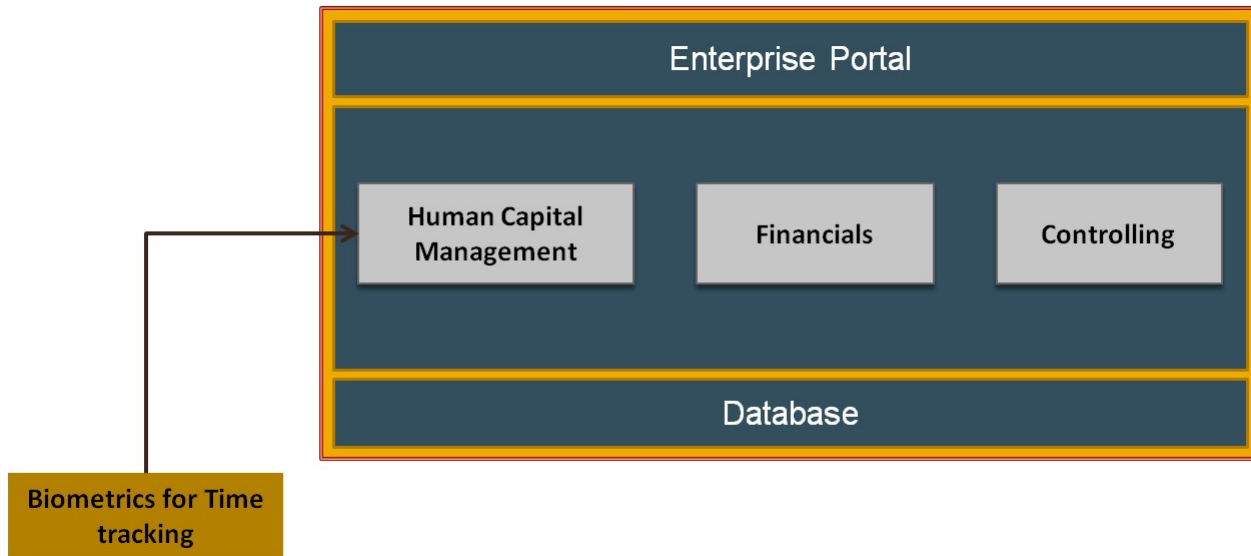 Enterprise Portal
Human Capital
Management
Financials
Controlling
Database
Biometrics for Time
tracking